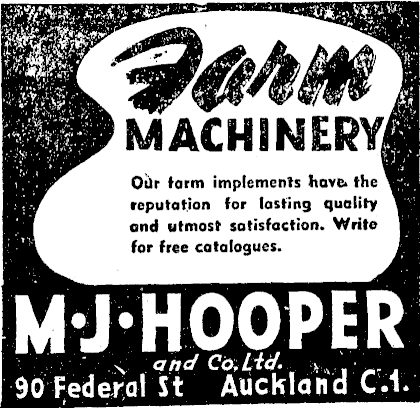 Farm
MACHINERY
Our farm implements have the
reputation for lasting quality
and utmost satisfaction. Write
for free catalogues.
M·J·HOOPER
and Co. Ltd.
90 Federal St Auckland C.1.